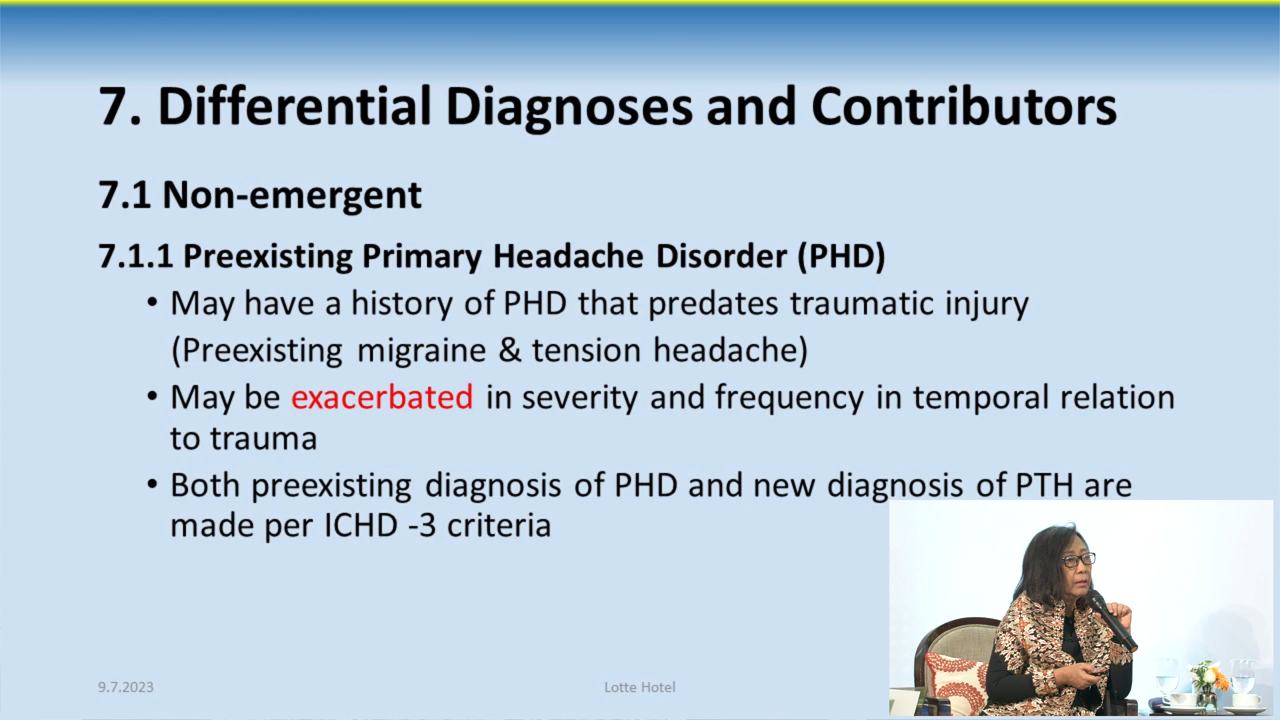 7. Differential Diagnoses and Contributors
7.1 Non-emergent
7.1.1 Preexisting Primary Headache Disorder (PHD)
• May have a history of PHD that predates traumatic injury
(Preexisting migraine & tension headache)
• May be exacerbated in severity and frequency in temporal relation
to trauma
• Both preexisting diagnosis of PHD and new diagnosis of PTH are
made per ICHD -3 criteria
9.7.2023
Lotte Hotel